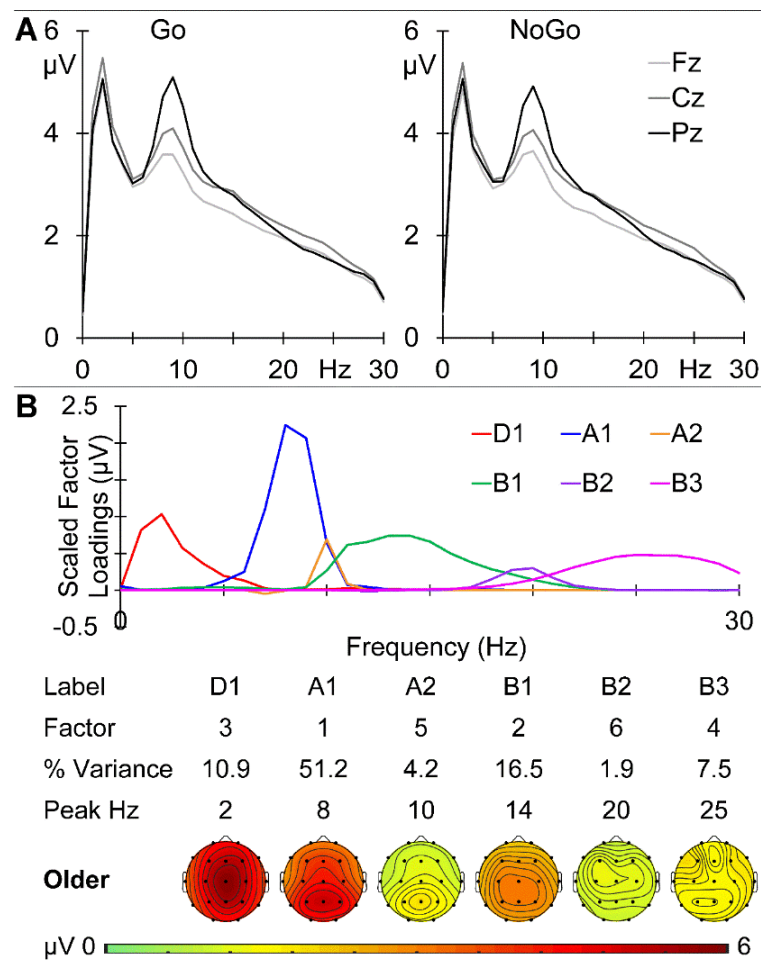 A Go NoGo
6 6
µV µV
Fz
Cz
Pz
4 4
2 2
0 0
0 10 20 Hz 30 0 10 20 Hz 30
B 2.5
D1 A1 A2
B1 B2 B3
Scaled Factor
Loadings (µV)
-0.5
0 30
Frequency (Hz)
Label D1 A1 A2 B1 B2 B3
Factor 3 1 5 2 6 4
% Variance 10.9 51.2 4.2 16.5 1.9 7.5
Peak Hz 2 8 10 14 20 25
Older
µV 0 6